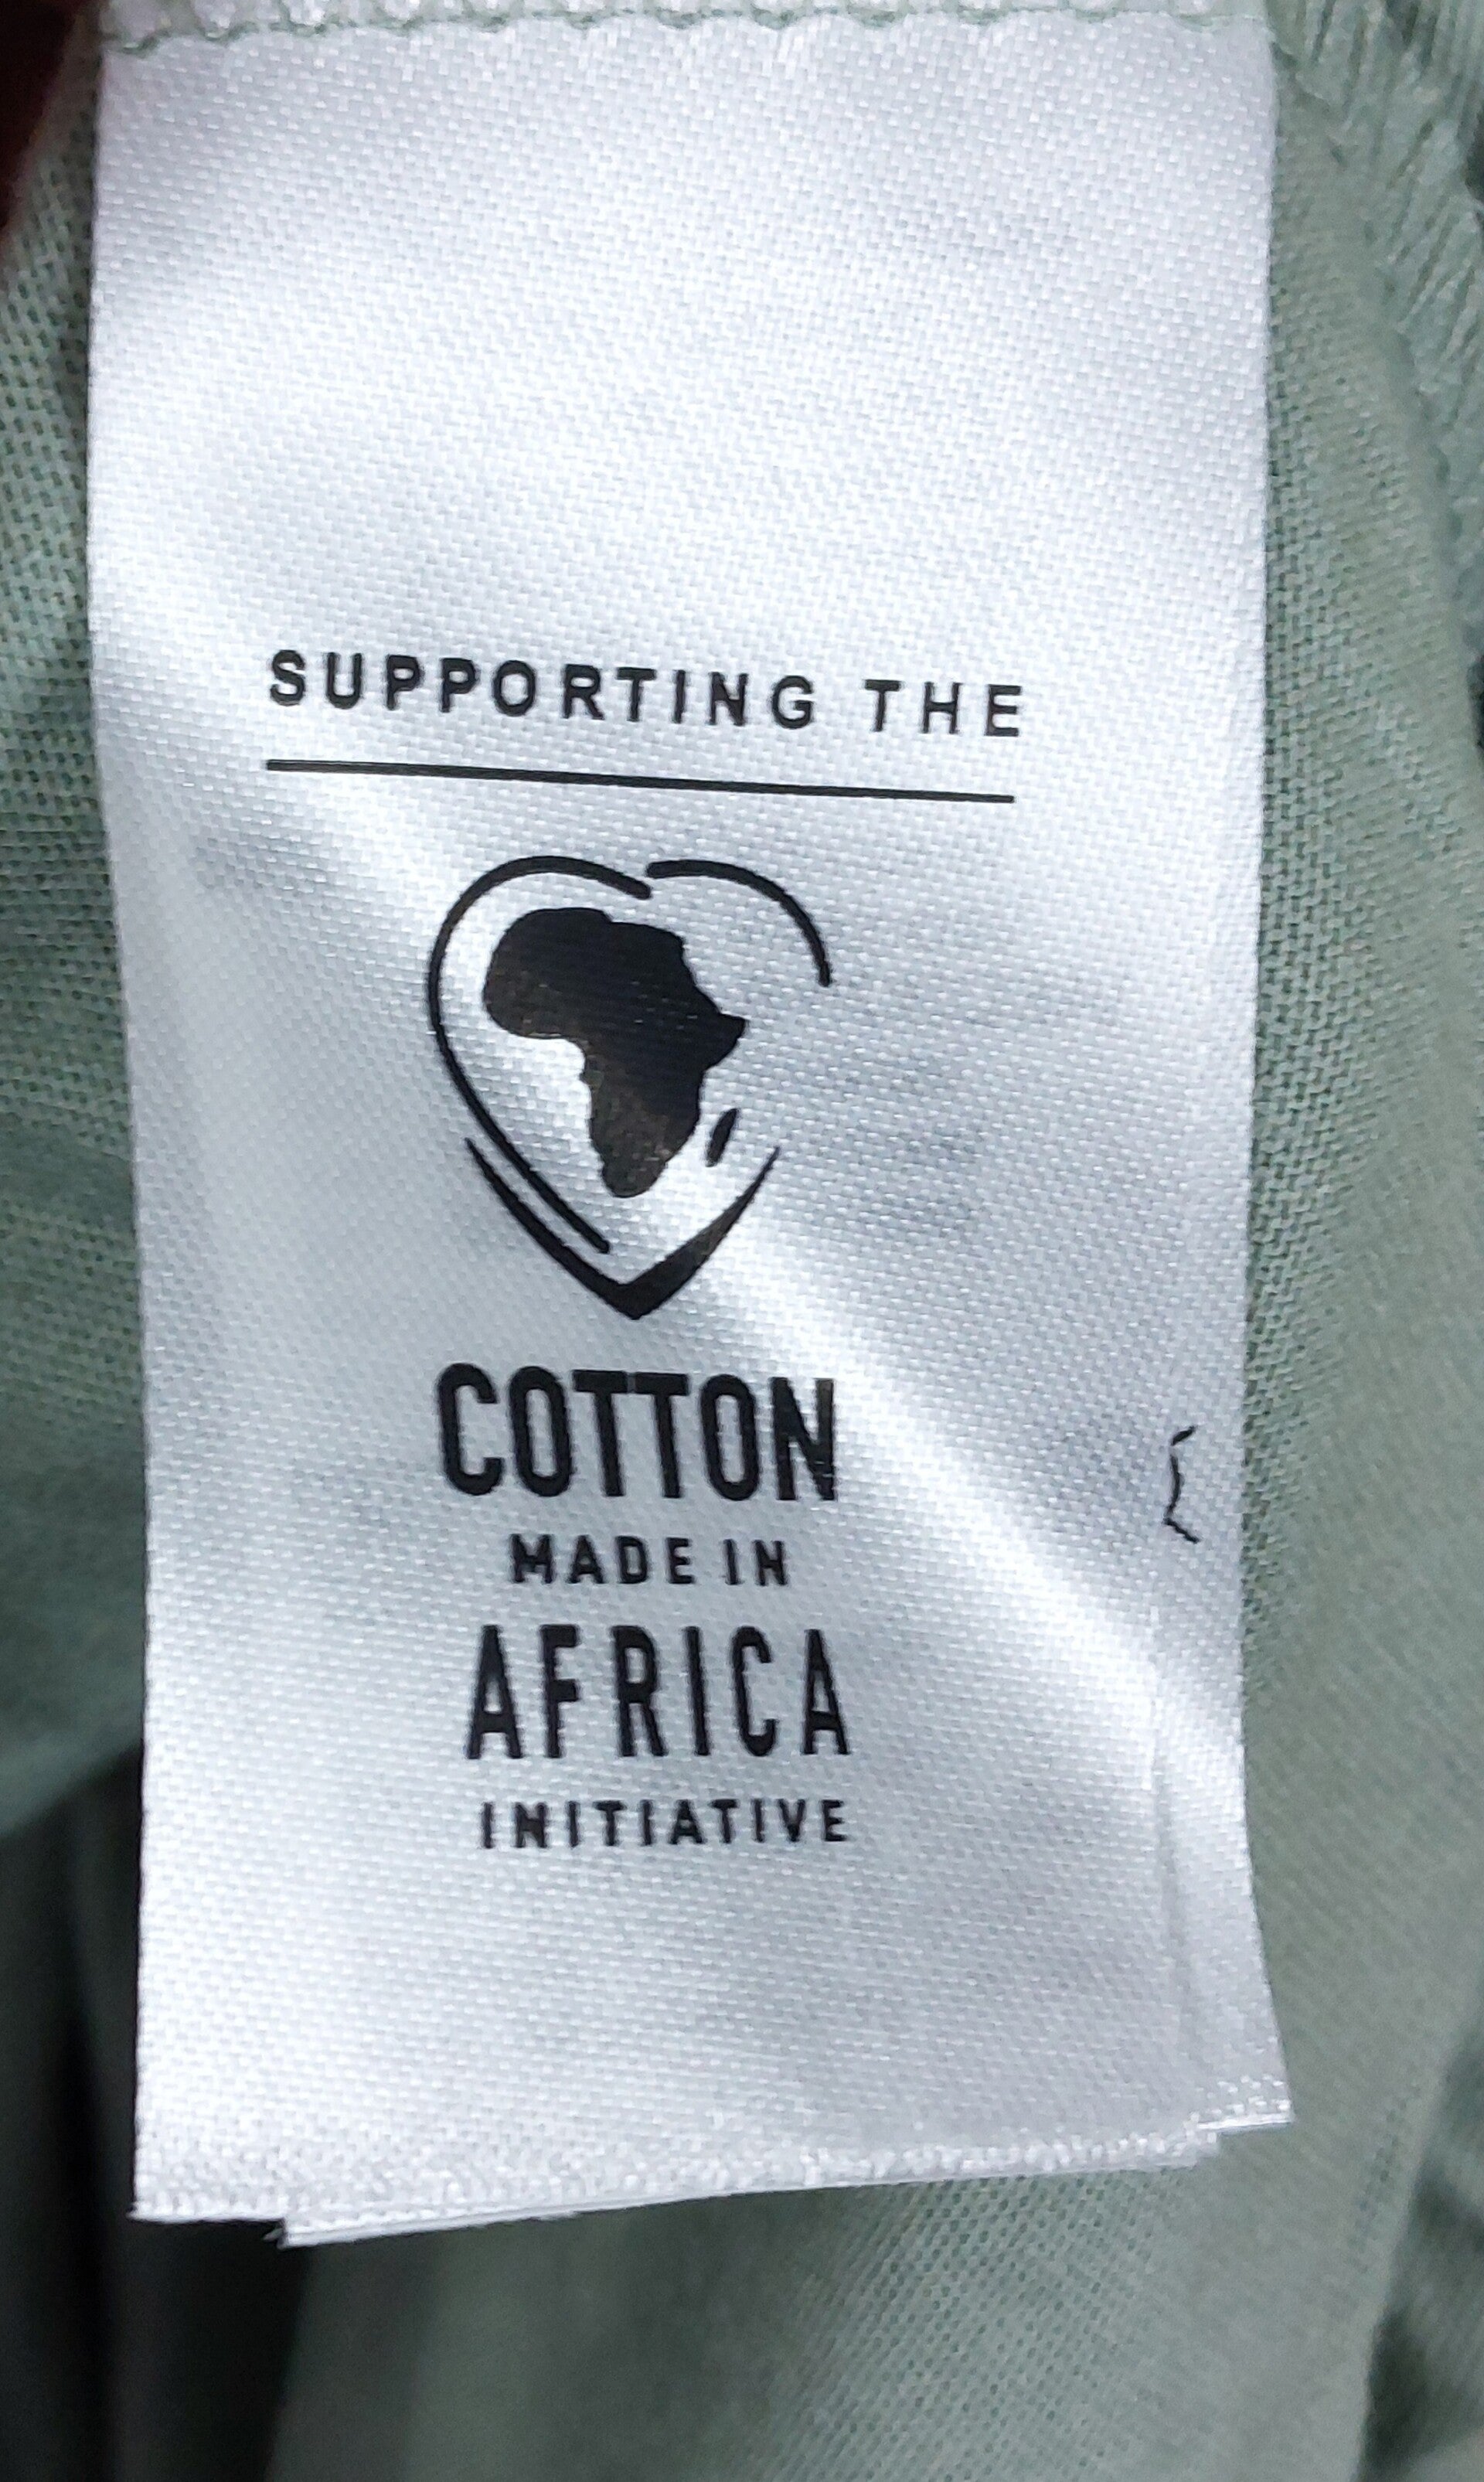 SUPPORTING THE
COTTON
MADE IN
AFRICA
INITIATIVE